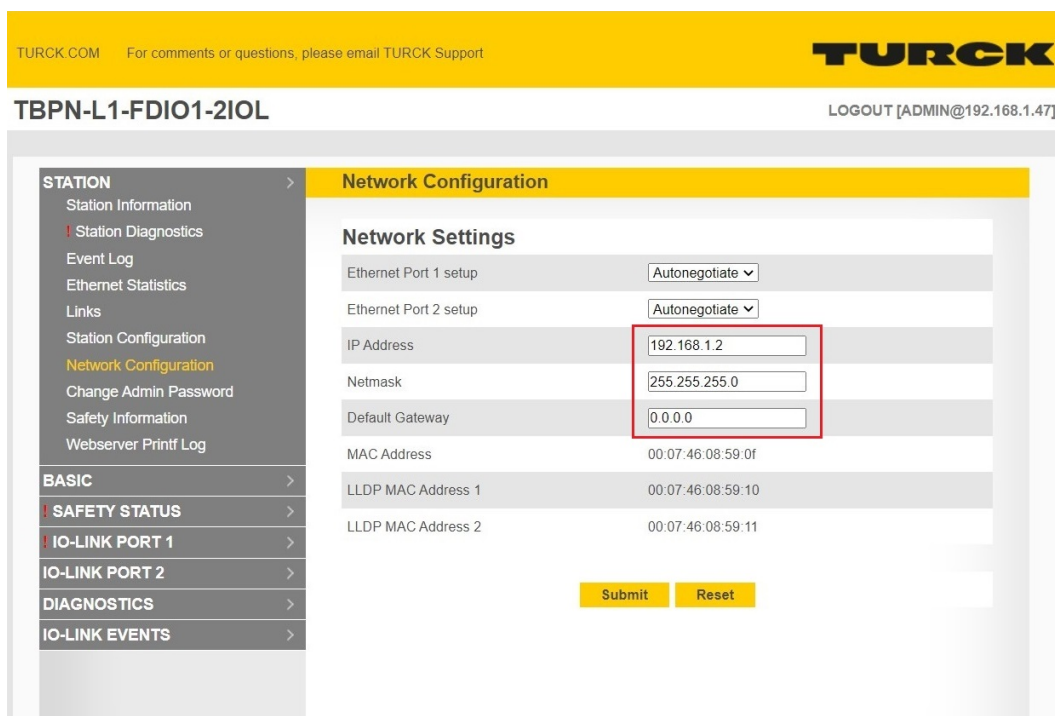 TURCK.COM For comments or questions, please email TURCK Support
TURCK
TBPN-L1-FDIO1-2IOL
LOGOUT [ADMIN@192.168.1.47]
STATION
Station Information
! Station Diagnostics
Event Log
Ethernet Statistics
Links
Station Configuration
Network Configuration
Change Admin Password
Safety Information
Webserver Printf Log
BASIC
! SAFETY STATUS
! IO-LINK PORT 1
IO-LINK PORT 2
DIAGNOSTICS
IO-LINK EVENTS
Network Configuration
Network Settings
Ethernet Port 1 setup Autonegotiate
Ethernet Port 2 setup Autonegotiate
IP Address 192.168.1.2
Netmask 255.255.255.0
Default Gateway 0.0.0.0
MAC Address 00:07:46:08:59:0f
LLDP MAC Address 1 00:07:46:08:59:10
LLDP MAC Address 2 00:07:46:08:59:11
Submit Reset